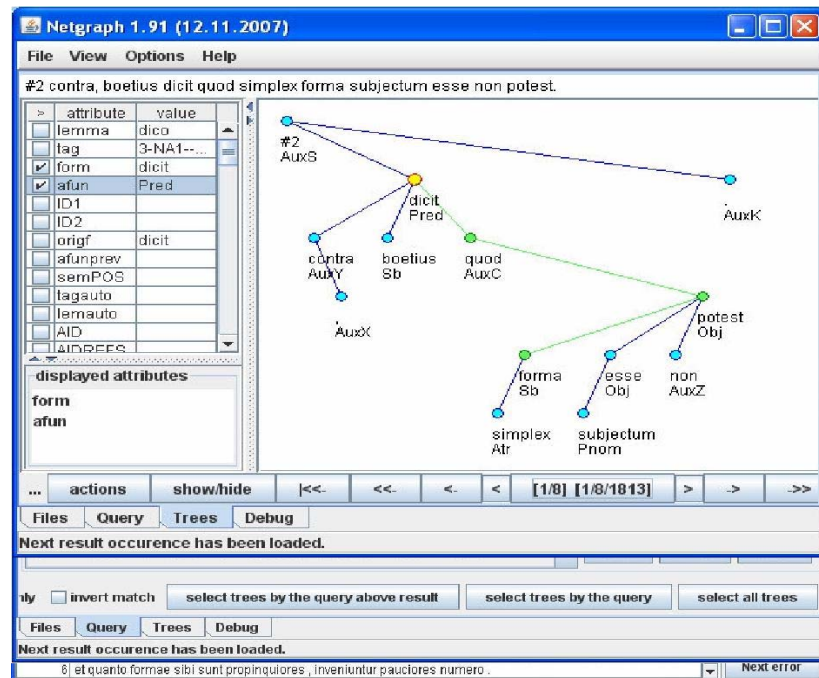 Netgraph 1.91 (12.11.2007)
File View Options Help
#2 contra, boetius dicit quod simplex forma subjectum esse non potest.
> attribute value
lemma dico
tag 3-NA1--...
form dicit
afun Pred
ID1
ID2
origf dicit
afunprev
semPOS
tagauto
lemauto
AID
AIDREFS
displayed attributes
form
afun
#2
AuxS
dicit
Pred
.
AuxK
contra
AuxY
boetius
Sb
quod
AuxC
,
AuxX
potest
Obj
forma
Sb
esse
Obj
non
AuxZ
simplex
Atr
subjectum
Pnom
... actions show/hide |<<- <<- <- < [1/8] [1/8/1813] > -> ->>
Files Query Trees Debug
Next result occurence has been loaded.
nly invert match select trees by the query above result select trees by the query select all trees
Files Query Trees Debug
Next result occurence has been loaded.
6 et quanto formae sibi sunt propinquiores , inveniuntur pauciores numero . Next error